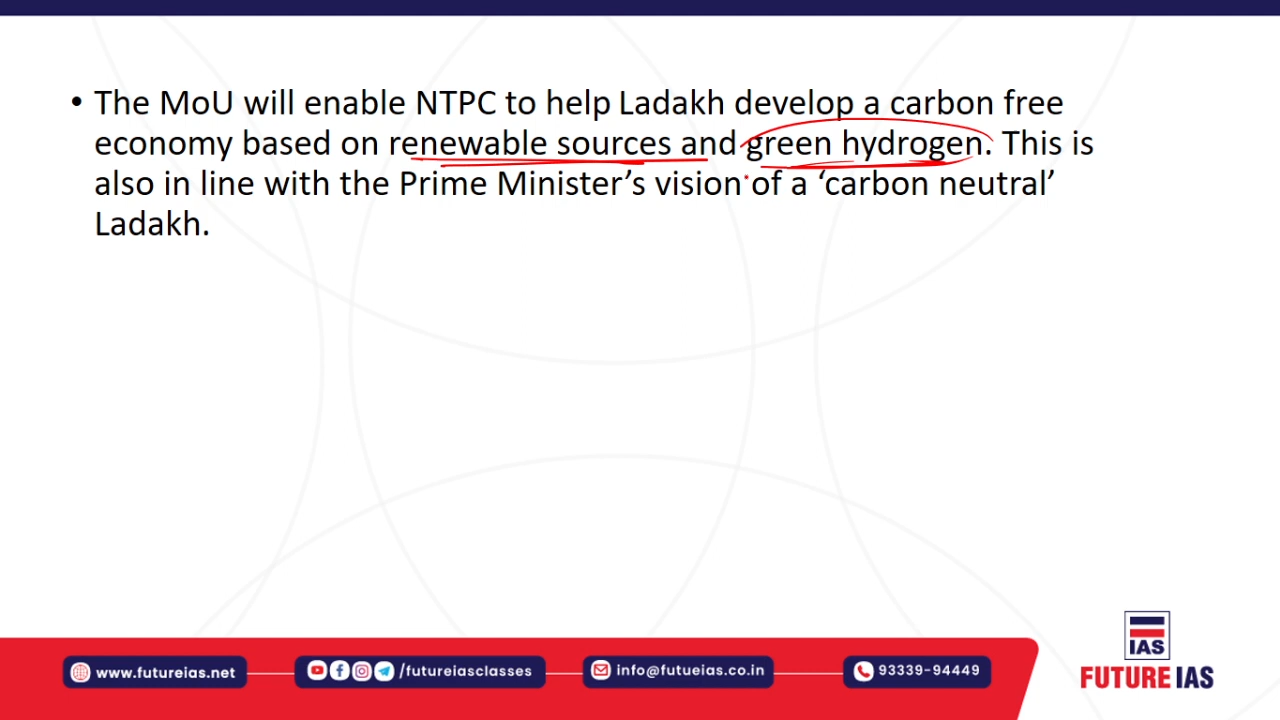 • The MoU will enable NTPC to help Ladakh develop a carbon free
economy based on renewable sources and green hydrogen. This is
also in line with the Prime Minister’s vision of a ‘carbon neutral’
Ladakh.
IAS
FUTURE IAS
www.futureias.net
/futureiasclasses
info@futueias.co.in
93339-94449